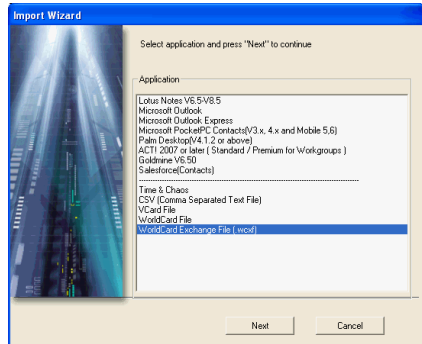 Import Wizard
Select application and press "Next" to continue
Application
Lotus Notes V6.5-V8.5
Microsoft Outlook
Microsoft Outlook Express
Microsoft PocketPC Contacts(V3.x, 4.x and Mobile 5,6)
Palm Desktop(V4.1.2 or above)
ACT! 2007 or later ( Standard / Premium for Workgroups )
Goldmine V6.50
Salesforce(Contacts)
Time & Chaos
CSV (Comma Separated Text File)
VCard File
WorldCard File
WorldCard Exchange File (.wcxf)
Next
Cancel